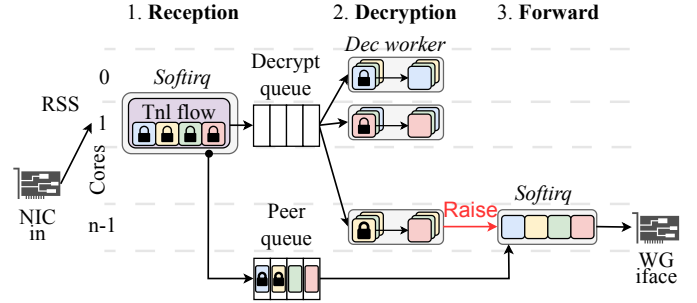 1. Reception
2. Decryption
3. Forward
Dec worker
Softirq
Decrypt
queue
0
RSS
Tnl flow
1
Cores
NIC
in
n-1
Peer
queue
Raise
Softirq
WG
iface